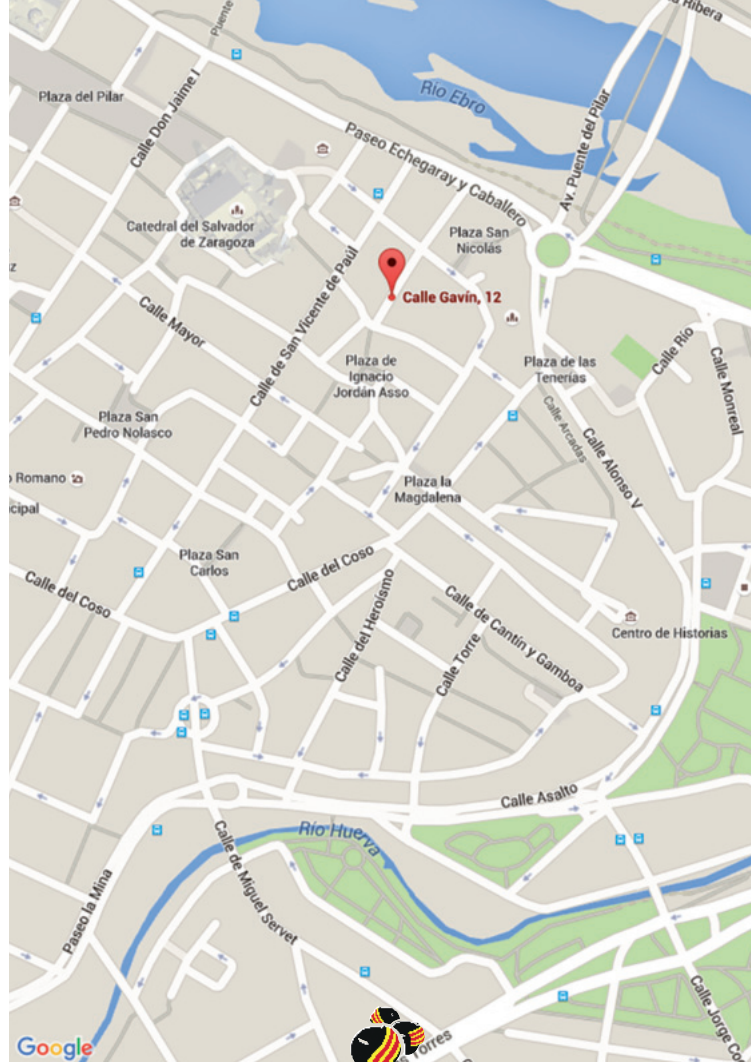 a Ribera
Puente
Río Ebro
Plaza del Pilar
Calle Don Jaime I
Paseo Echegaray y Caballero
Av. Puente del Pilar
Catedral del Salvador
de Zaragoza
Plaza San
Nicolás
Calle de San Vicente de Paúl
Calle Gavín, 12
Calle Mayor
Plaza de
Ignacio
Jordán Asso
Plaza de las
Tenerías
Calle Río
Calle Monreal
Plaza San
Pedro Nolasco
Calle Arcadas
Calle Alonso V
o Romano
cipal
Plaza la
Magdalena
Plaza San
Carlos
Calle del Coso
Calle del Coso
Calle del Heroísmo
Calle de Cantín y Gamboa
Calle Torre
Centro de Historias
Calle Asalto
Río Huerva
Calle de Miguel Servet
Paseo la Mina
Calle Jorge Co
Torres
Google